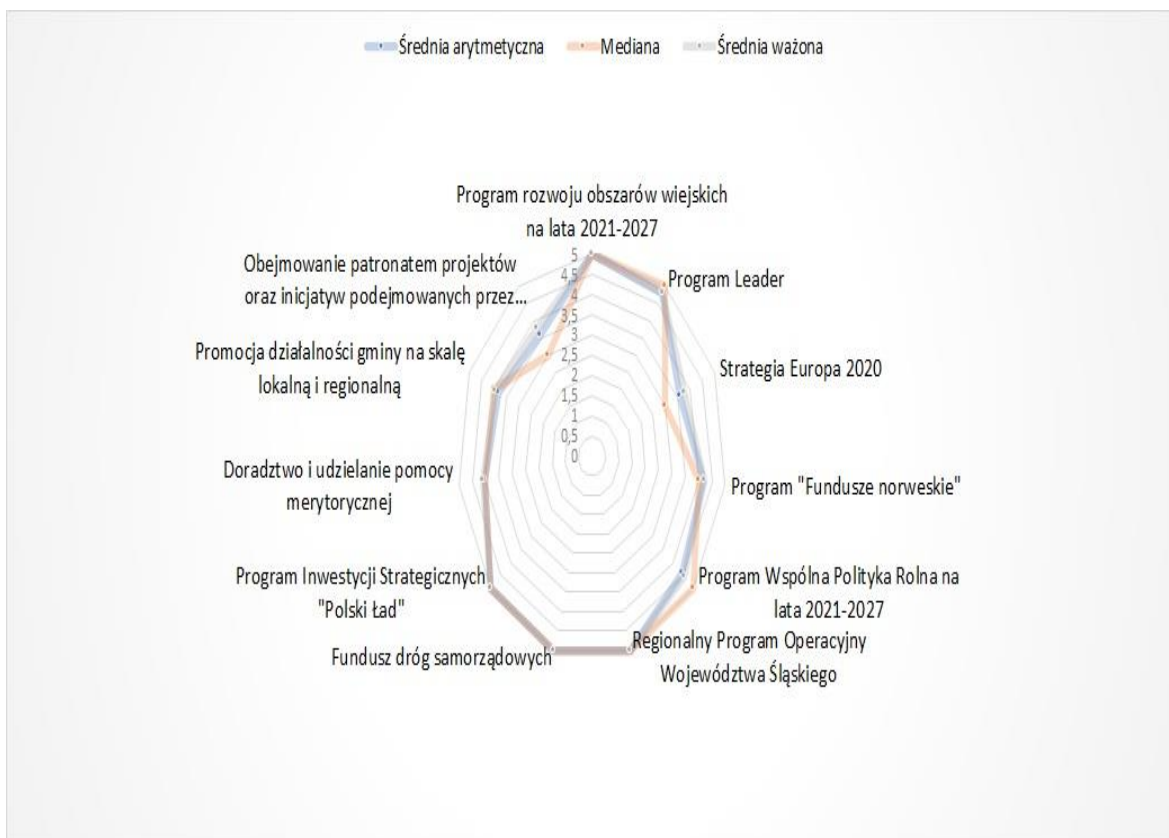 Średnia arytmetyczna Mediana Średnia ważona
Program rozwoju obszarów wiejskich
na lata 2021-2027
Program Leader
Strategia Europa 2020
Program "Fundusze norweskie"
Program Wspólna Polityka Rolna na
lata 2021-2027
Regionalny Program Operacyjny
Województwa Śląskiego
Fundusz dróg samorządowych
Program Inwestycji Strategicznych
"Polski Ład"
Doradztwo i udzielanie pomocy
merytorycznej
Promocja działalności gminy na skalę
lokalną i regionalną
Obejmowanie patronatem projektów
oraz inicjatyw podejmowanych przez...
5
4,5
4
3,5
3
2,5
2
1,5
1
0,5
0